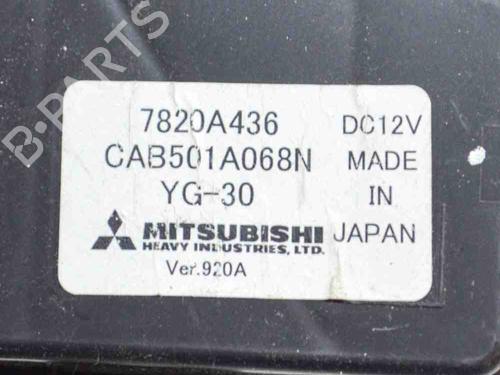 B-PARTS
7820A436 DC12V
CAB501A068N MADE
YG-30 IN
MITSUBISHI JAPAN
HEAVY INDUSTRIES, LTD.
Ver.920A